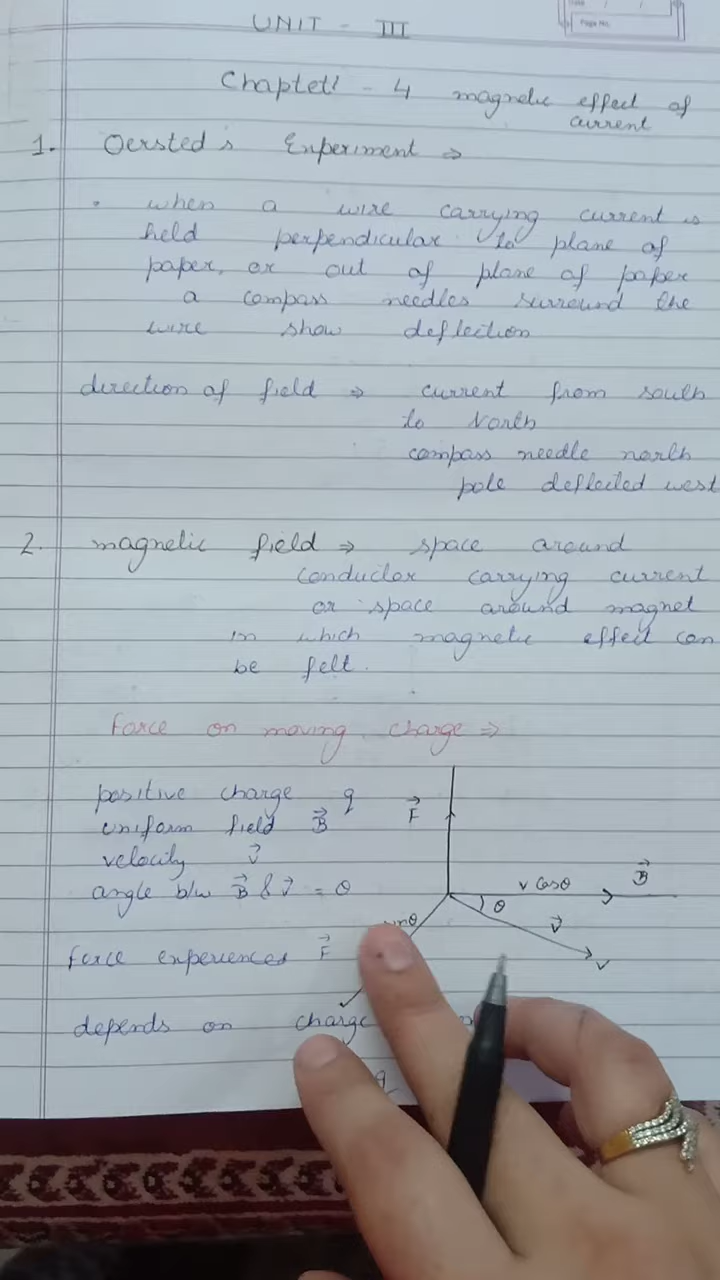 UNIT - III
Page No.
Chapter - 4 magnetic effect of
current
1. Oersted's Experiment ⇒
. when a wire carrying current is
held perpendicular to plane of
paper, or out of plane of paper
a compass needles surround the
wire show deflection
direction of field ⇒ current from south
to North
compass needle north
pole deflected west
2. magnetic field ⇒ space around
conductor carrying current
or space around magnet
in which magnetic effect can
be felt.
force on moving charge ⇒
positive charge q
uniform field B⃗
velocity v⃗
angle b/w B⃗ & v⃗ = θ
F⃗
v cosθ
B⃗
θ
v⃗
v
force experienced F⃗
depends on charge
q